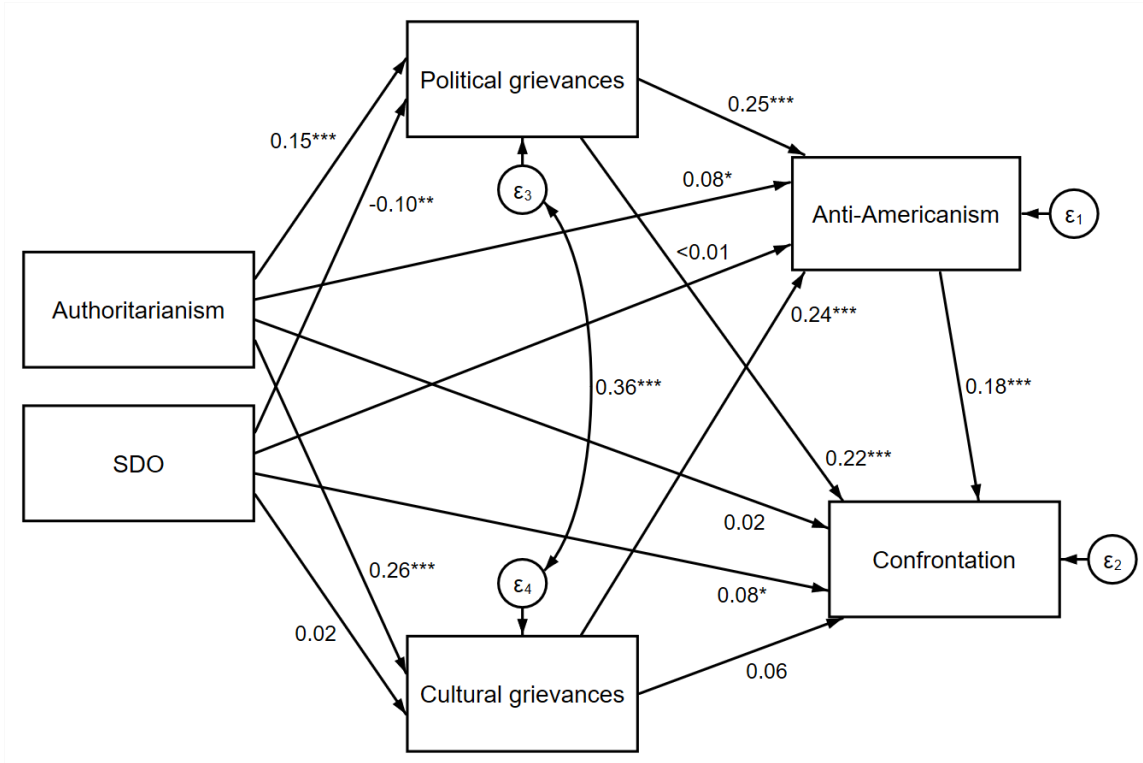 Political grievances
0.25***
0.15***
ε3
0.08*
-0.10**
Anti-Americanism
ε1
<0.01
Authoritarianism
0.24***
0.36***
0.18***
SDO
0.22***
0.02
Confrontation
ε2
0.26***
ε4
0.08*
0.02
0.06
Cultural grievances